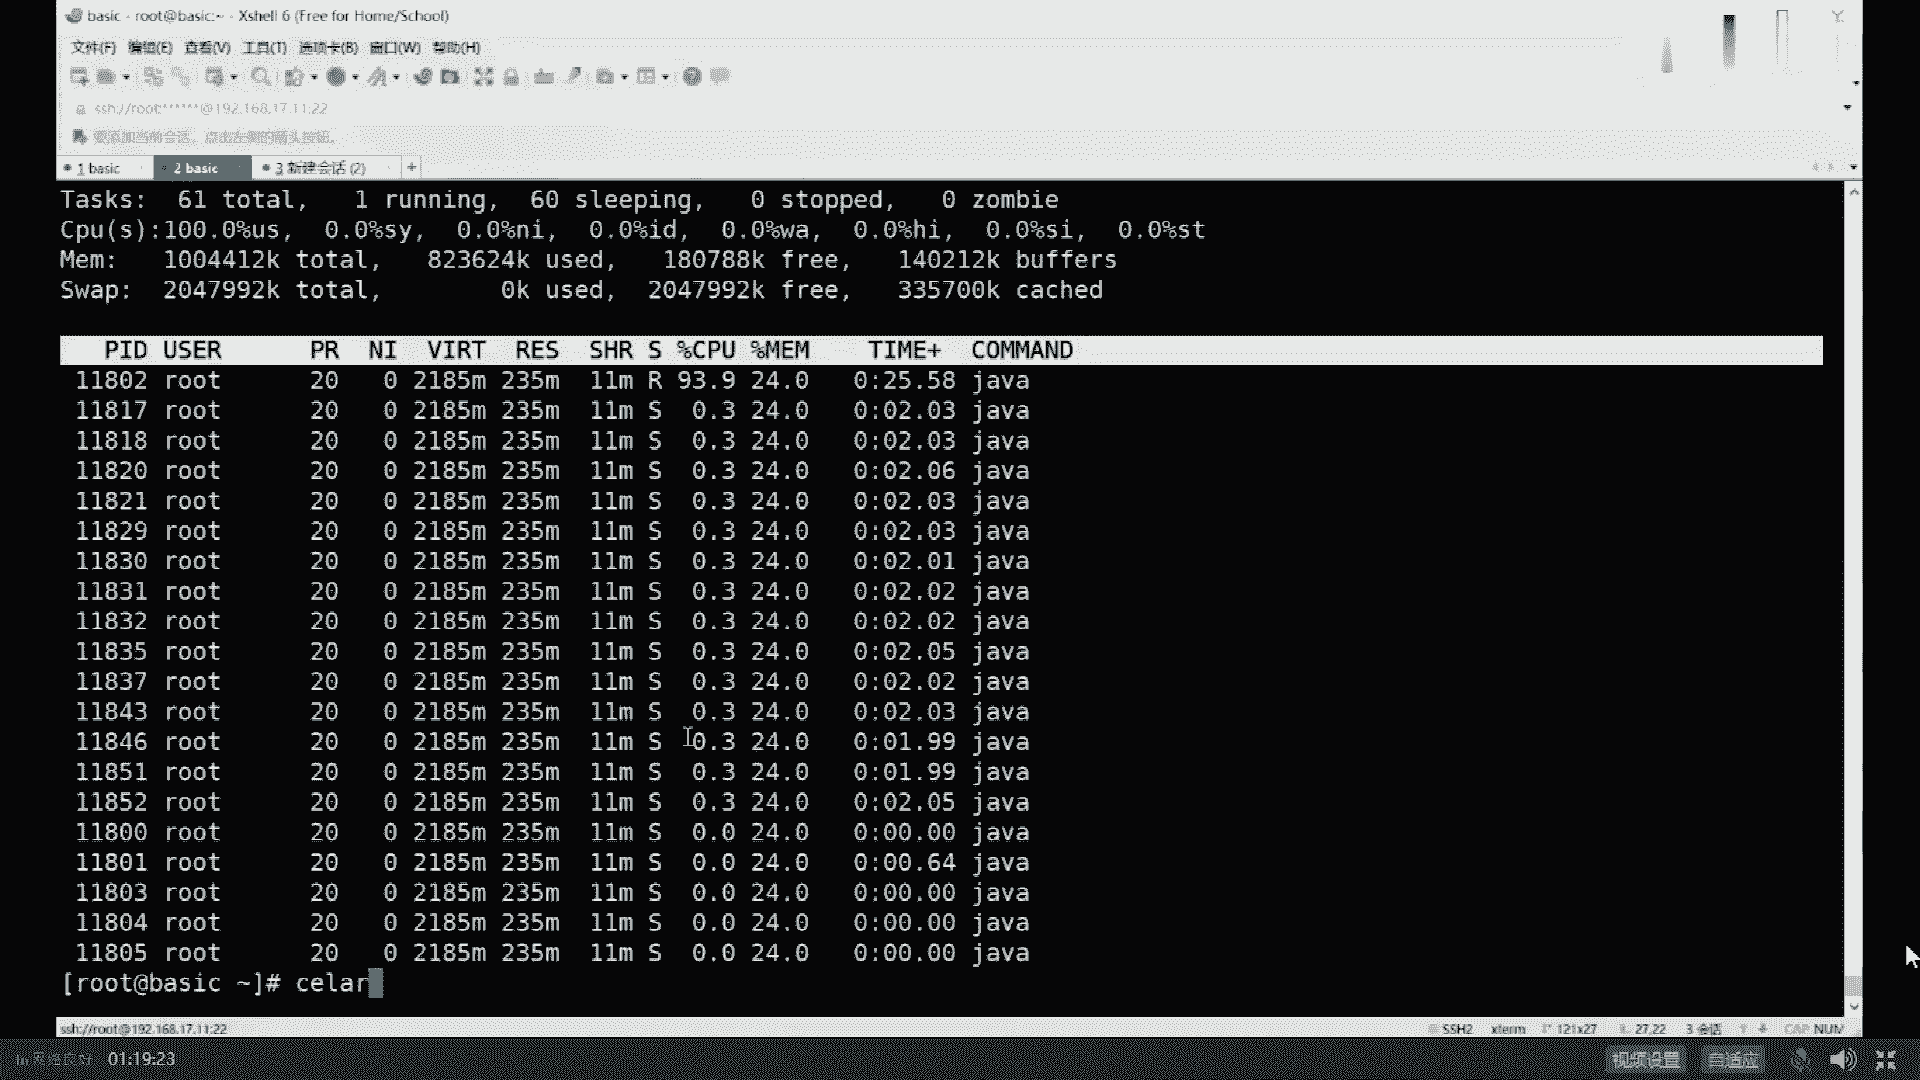 basic - root@basic:~ - Xshell 6 (Free for Home/School)
文件(F) 编辑(E) 查看(V) 工具(T) 选项卡(B) 窗口(W) 帮助(H)
ssh://root******@192.168.17.11:22
要添加当前会话，点击左侧的箭头按钮。
1 basic 2 basic 3 新建会话 (2) +
Tasks:  61 total,   1 running,  60 sleeping,   0 stopped,   0 zombie
Cpu(s):100.0%us,  0.0%sy,  0.0%ni,  0.0%id,  0.0%wa,  0.0%hi,  0.0%si,  0.0%st
Mem:   1004412k total,   823624k used,   180788k free,   140212k buffers
Swap:  2047992k total,        0k used,  2047992k free,   335700k cached
PID USER      PR  NI  VIRT  RES  SHR S %CPU %MEM    TIME+  COMMAND
11802 root      20   0 2185m 235m  11m R 93.9 24.0   0:25.58 java
11817 root      20   0 2185m 235m  11m S  0.3 24.0   0:02.03 java
11818 root      20   0 2185m 235m  11m S  0.3 24.0   0:02.03 java
11820 root      20   0 2185m 235m  11m S  0.3 24.0   0:02.06 java
11821 root      20   0 2185m 235m  11m S  0.3 24.0   0:02.03 java
11829 root      20   0 2185m 235m  11m S  0.3 24.0   0:02.03 java
11830 root      20   0 2185m 235m  11m S  0.3 24.0   0:02.01 java
11831 root      20   0 2185m 235m  11m S  0.3 24.0   0:02.02 java
11832 root      20   0 2185m 235m  11m S  0.3 24.0   0:02.02 java
11835 root      20   0 2185m 235m  11m S  0.3 24.0   0:02.05 java
11837 root      20   0 2185m 235m  11m S  0.3 24.0   0:02.02 java
11843 root      20   0 2185m 235m  11m S  0.3 24.0   0:02.03 java
11846 root      20   0 2185m 235m  11m S  0.3 24.0   0:01.99 java
11851 root      20   0 2185m 235m  11m S  0.3 24.0   0:01.99 java
11852 root      20   0 2185m 235m  11m S  0.3 24.0   0:02.05 java
11800 root      20   0 2185m 235m  11m S  0.0 24.0   0:00.00 java
11801 root      20   0 2185m 235m  11m S  0.0 24.0   0:00.64 java
11803 root      20   0 2185m 235m  11m S  0.0 24.0   0:00.00 java
11804 root      20   0 2185m 235m  11m S  0.0 24.0   0:00.00 java
11805 root      20   0 2185m 235m  11m S  0.0 24.0   0:00.00 java
[root@basic ~]# celar
ssh://root@192.168.17.11:22 SSH2 xterm 121x27 27,22 3 会话 CAP NUM
网络良好 01:19:23 视频设置 自适应